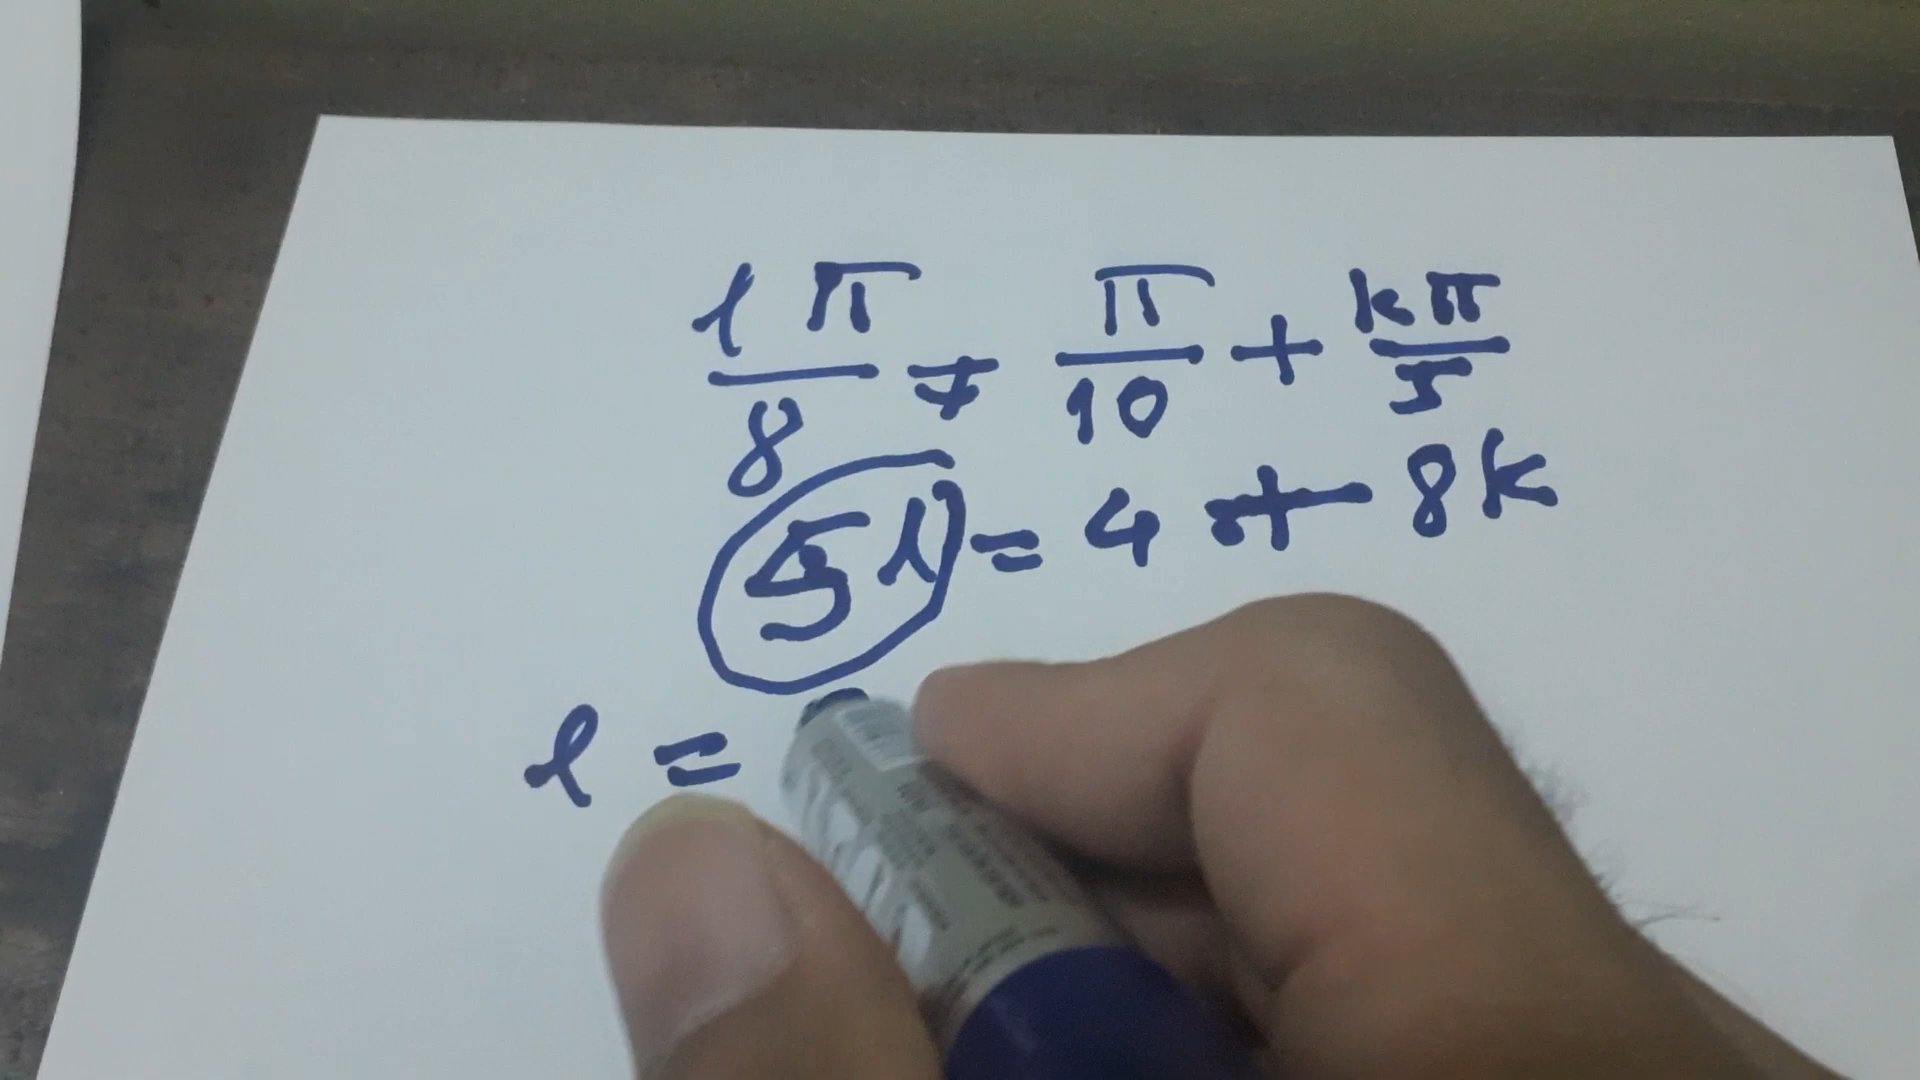 lπ/8 ≠ π/10 + kπ/5
5l = 4 + 8k
l =